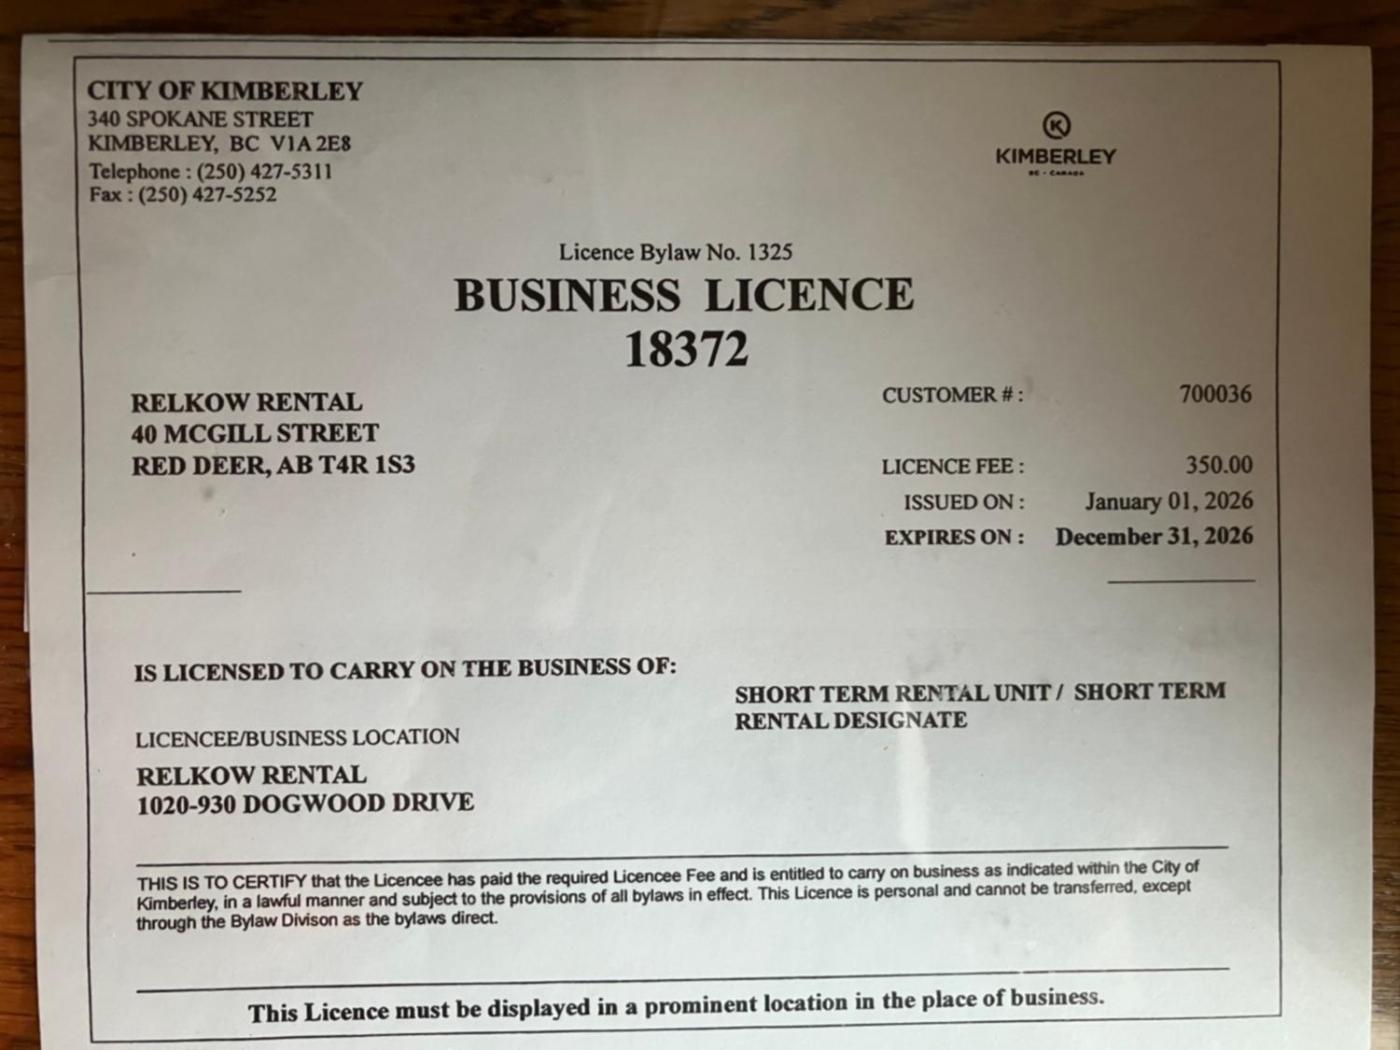 CITY OF KIMBERLEY
340 SPOKANE STREET
KIMBERLEY, BC V1A 2E8
Telephone : (250) 427-5311
Fax : (250) 427-5252
K
KIMBERLEY
BC - CANADA
Licence Bylaw No. 1325
BUSINESS LICENCE
18372
RELKOW RENTAL
40 MCGILL STREET
RED DEER, AB T4R 1S3
CUSTOMER # : 700036
LICENCE FEE : 350.00
ISSUED ON : January 01, 2026
EXPIRES ON : December 31, 2026
IS LICENSED TO CARRY ON THE BUSINESS OF:
SHORT TERM RENTAL UNIT / SHORT TERM
RENTAL DESIGNATE
LICENCEE/BUSINESS LOCATION
RELKOW RENTAL
1020-930 DOGWOOD DRIVE
THIS IS TO CERTIFY that the Licencee has paid the required Licencee Fee and is entitled to carry on business as indicated within the City of
Kimberley, in a lawful manner and subject to the provisions of all bylaws in effect. This Licence is personal and cannot be transferred, except
through the Bylaw Divison as the bylaws direct.
This Licence must be displayed in a prominent location in the place of business.